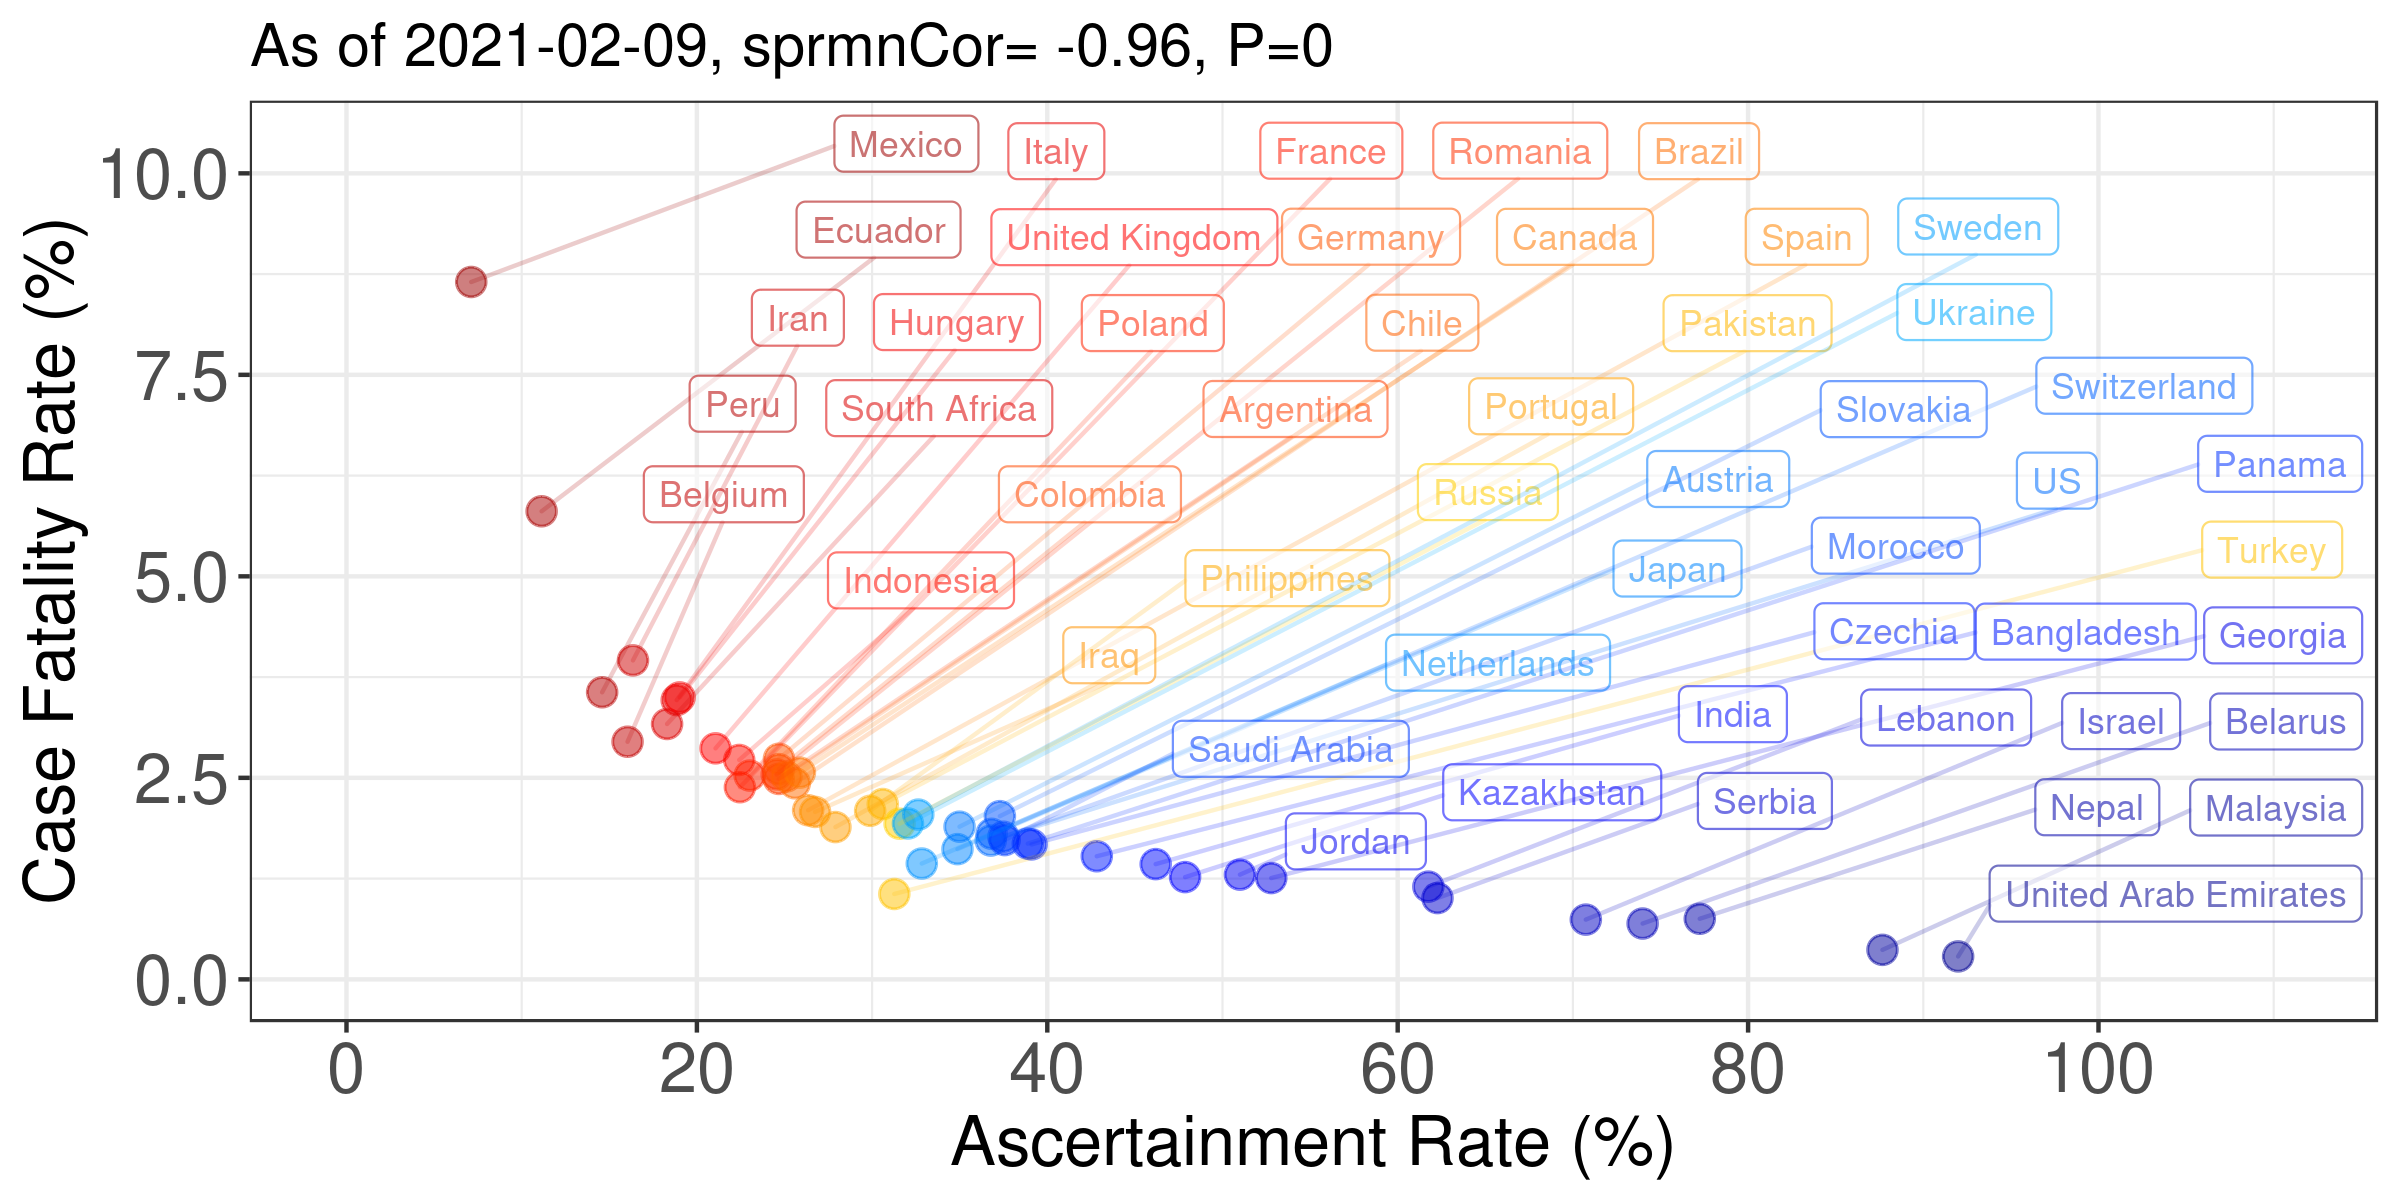 As of 2021-02-09, sprmnCor= -0.96, P=0
Case Fatality Rate (%)
10.0
7.5
5.0
2.5
0.0
Mexico
Italy
France
Romania
Brazil
Ecuador
United Kingdom
Germany
Canada
Spain
Sweden
Iran
Hungary
Poland
Chile
Pakistan
Ukraine
Peru
South Africa
Argentina
Portugal
Slovakia
Switzerland
Belgium
Colombia
Russia
Austria
US
Panama
Indonesia
Philippines
Japan
Morocco
Turkey
Iraq
Netherlands
Czechia
Bangladesh
Georgia
Saudi Arabia
India
Lebanon
Israel
Belarus
Kazakhstan
Serbia
Nepal
Malaysia
Jordan
United Arab Emirates
0
20
40
60
80
100
Ascertainment Rate (%)